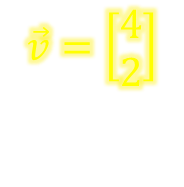 v⃗ = [4
2]